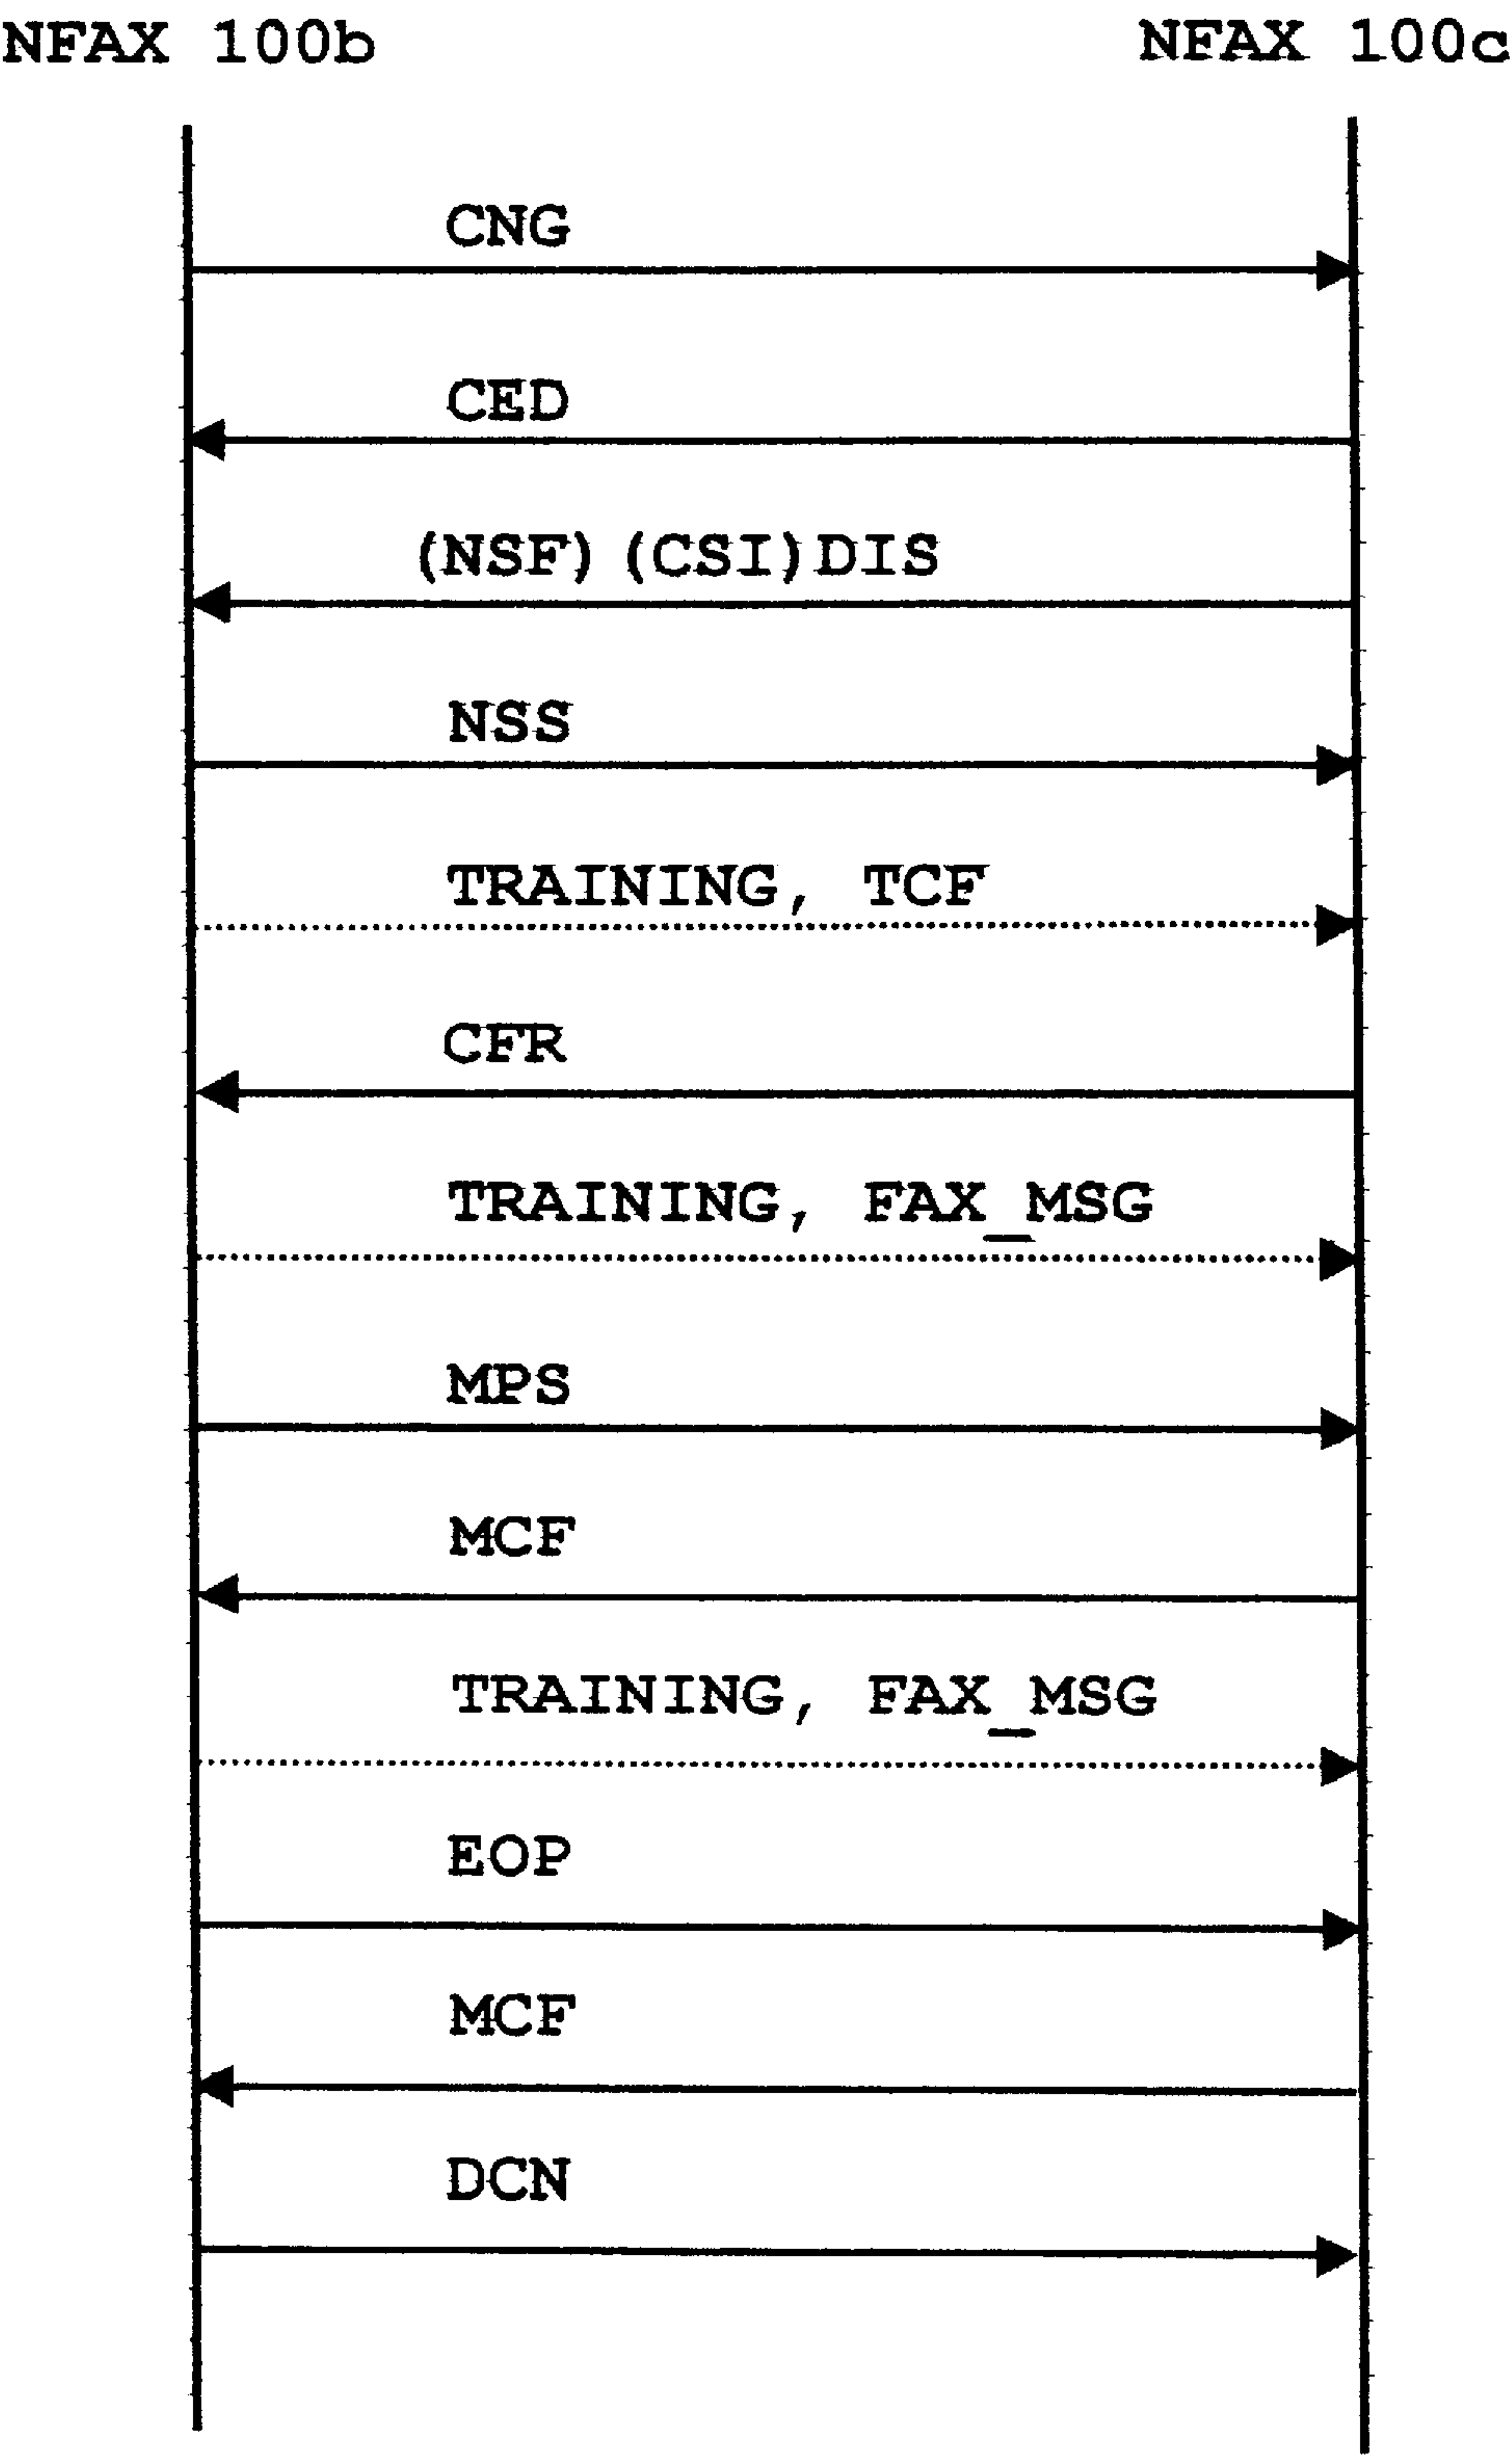 NFAX 100b NFAX 100c
CNG
CED
(NSF)(CSI)DIS
NSS
TRAINING, TCF
CFR
TRAINING, FAX_MSG
MPS
MCF
TRAINING, FAX_MSG
EOP
MCF
DCN